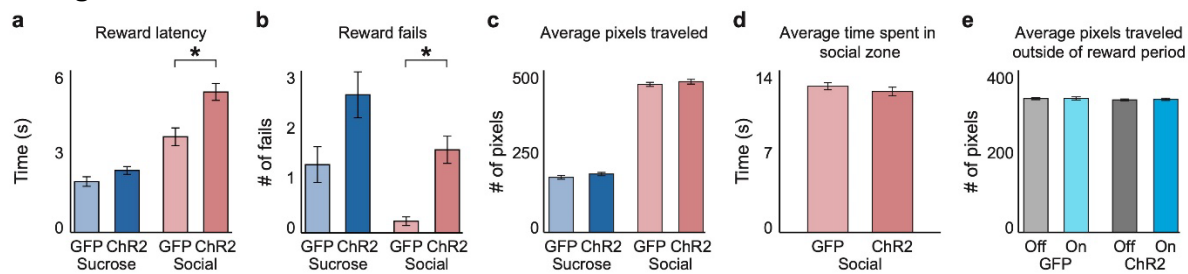 a
Reward latency
*
Time (s)
6
3
0
GFP ChR2 GFP ChR2
Sucrose Social
b
Reward fails
*
# of fails
3
2
1
0
GFP ChR2 GFP ChR2
Sucrose Social
c
Average pixels traveled
# of pixels
500
250
0
GFP ChR2 GFP ChR2
Sucrose Social
d
Average time spent in
social zone
Time (s)
14
7
0
GFP ChR2
Social
e
Average pixels traveled
outside of reward period
# of pixels
400
200
0
Off On Off On
GFP ChR2